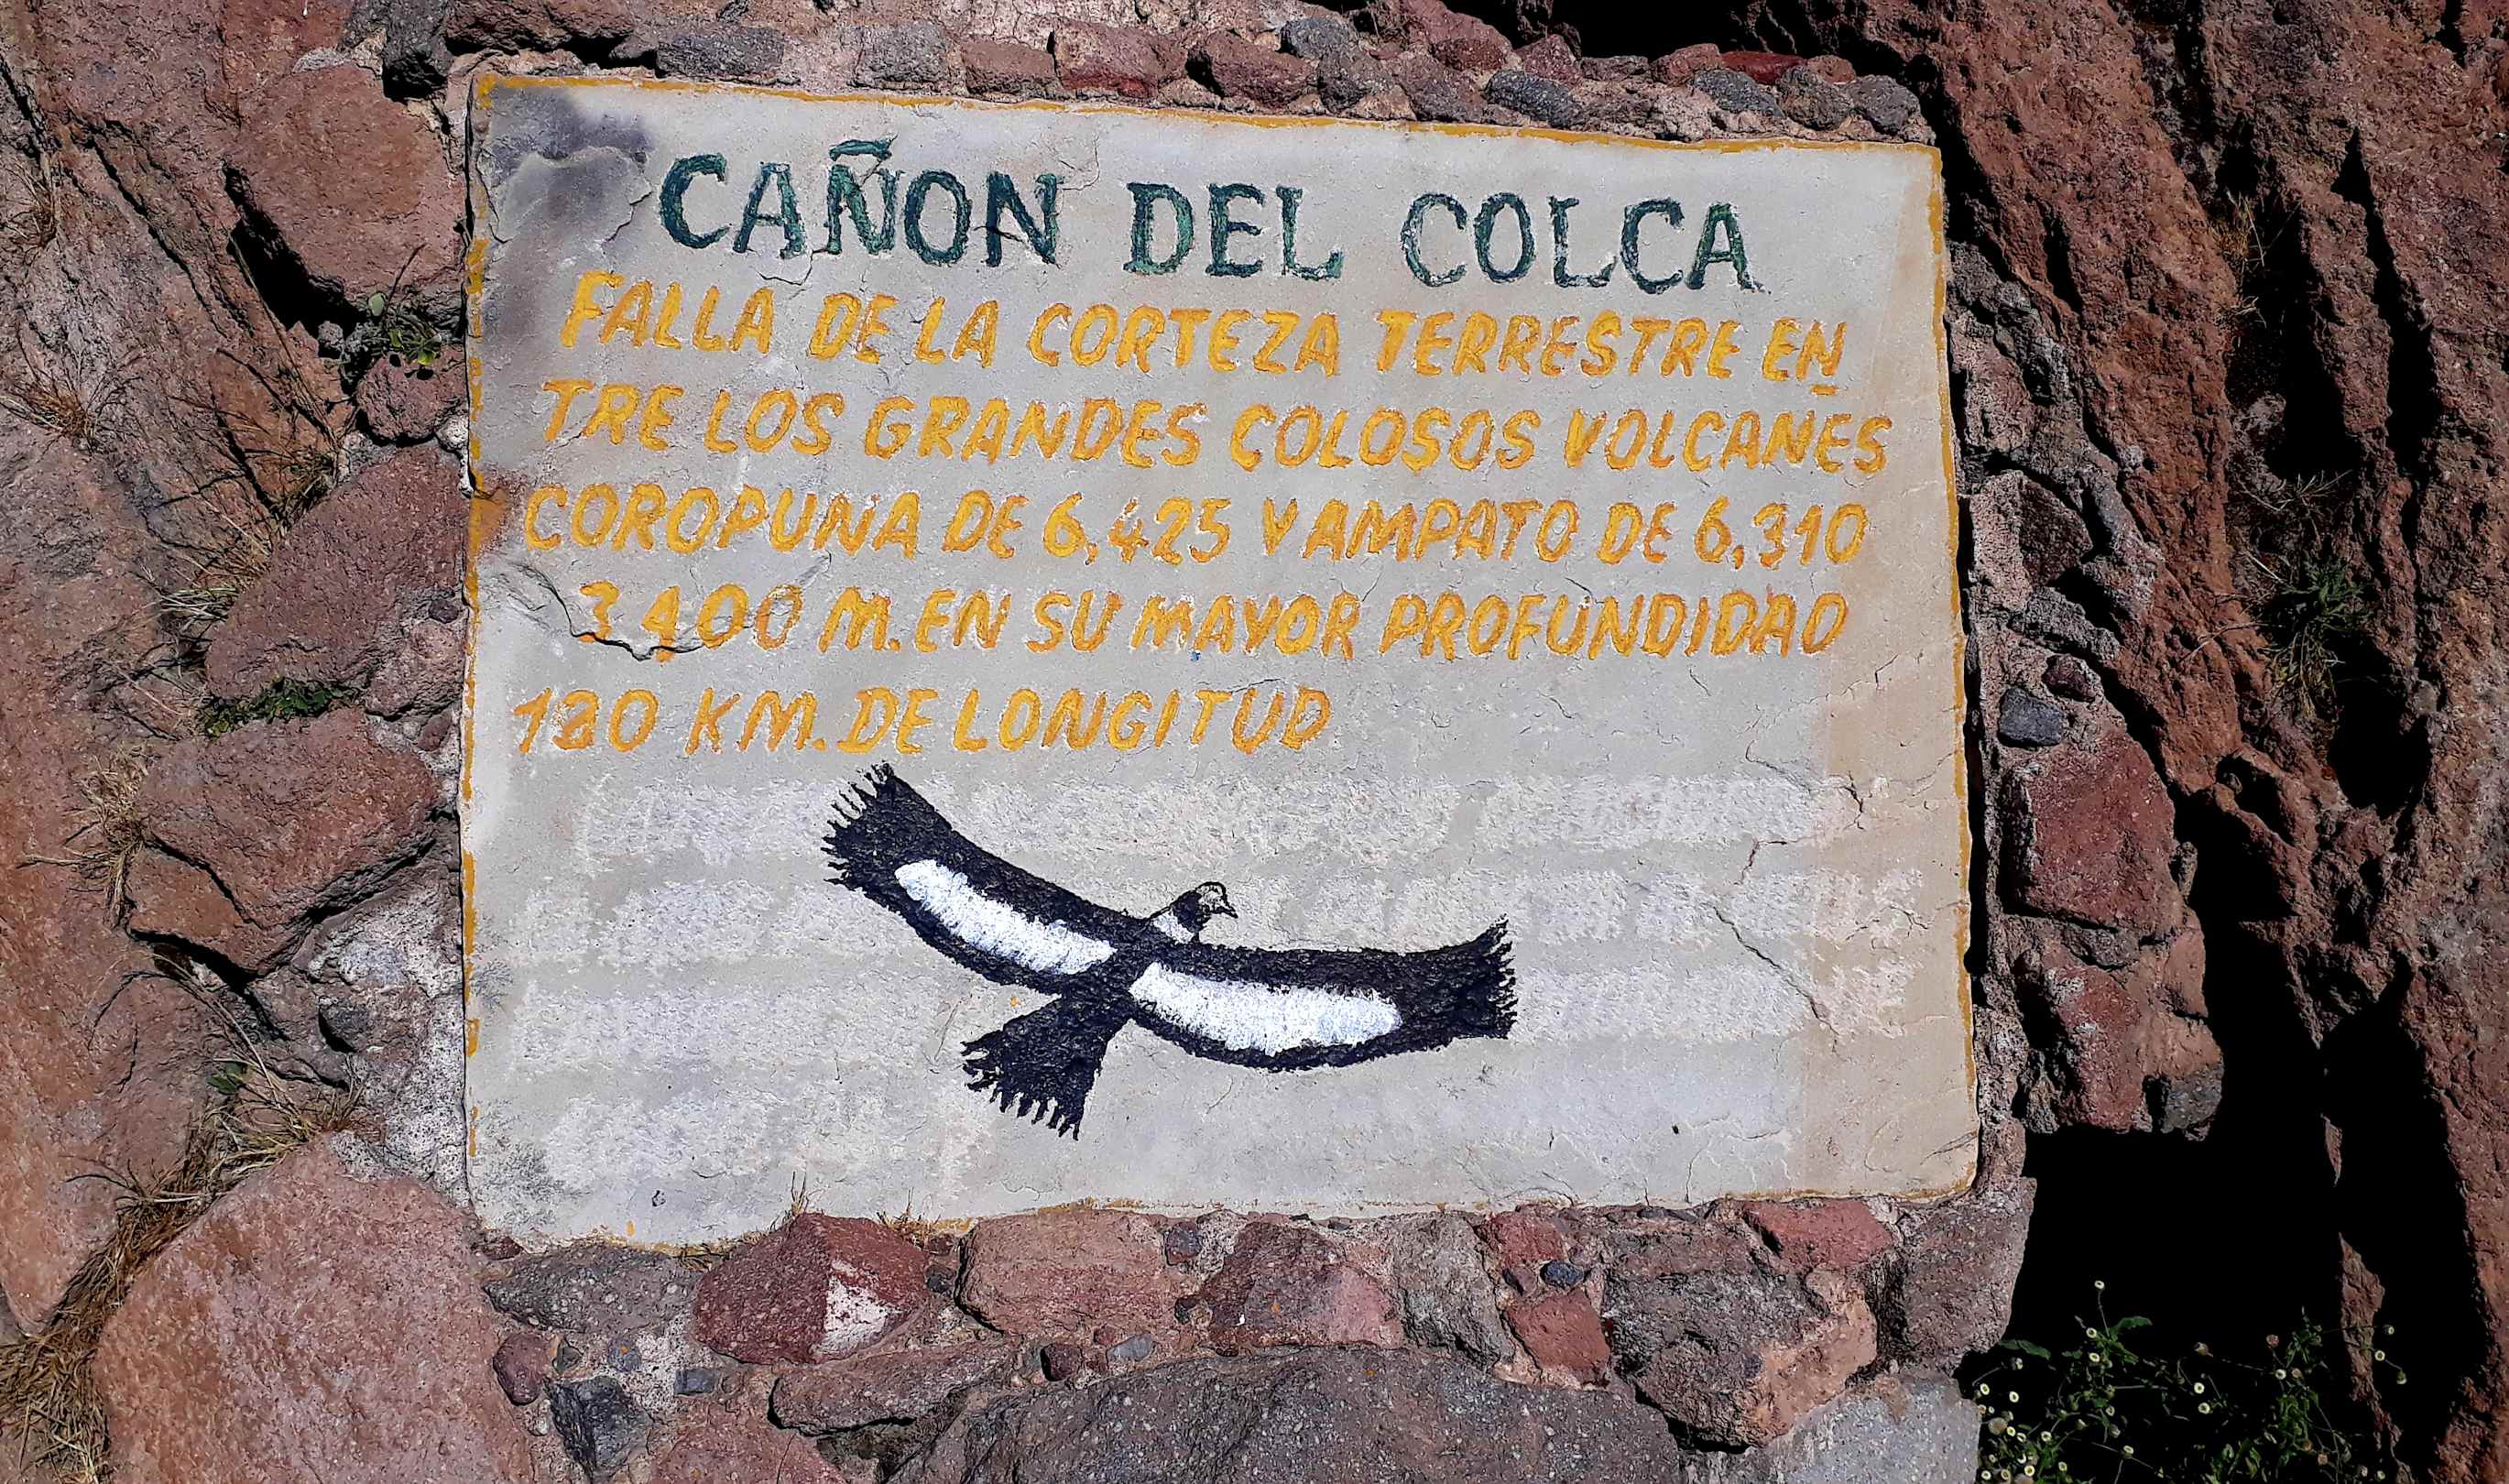 CAÑON DEL COLCA
FALLA DE LA CORTEZA TERRESTRE EN
TRE LOS GRANDES COLOSOS VOLCANES
COROPUNA DE 6,425 Y AMPATO DE 6,310
3,400 M. EN SU MAYOR PROFUNDIDAD
KM. DE LONGITUD